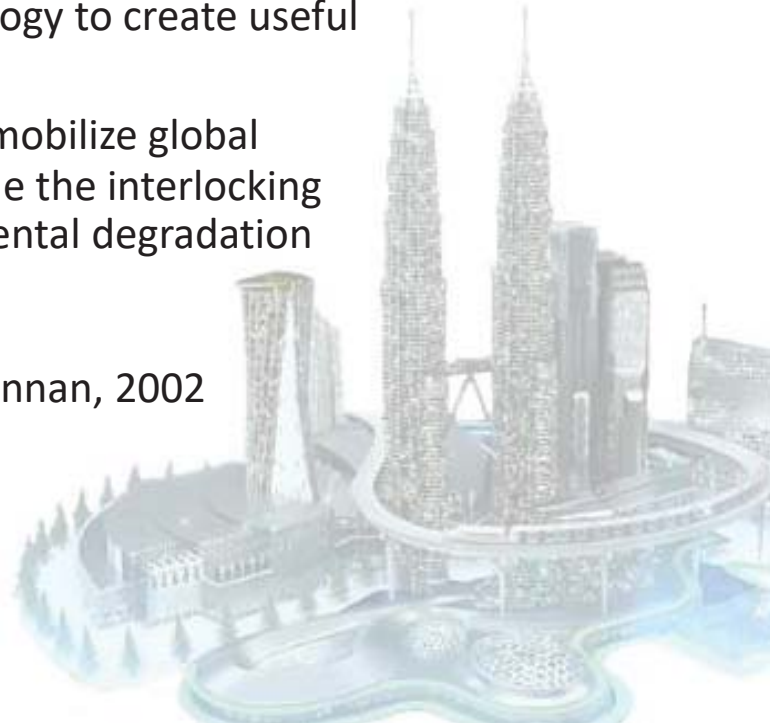 ogy to create useful
mobilize global
e the interlocking
ental degradation
nnan, 2002